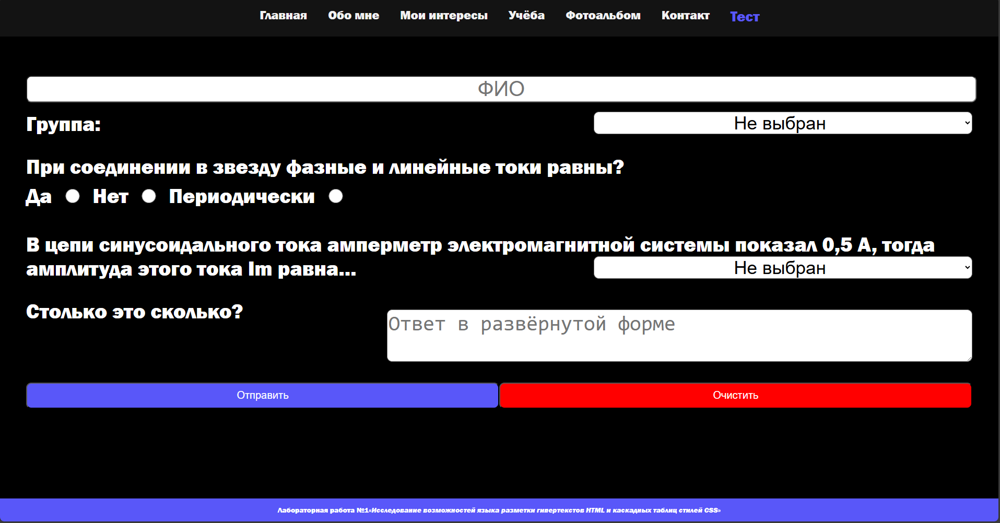 Главная Обо мне Мои интересы Учёба Фотоальбом Контакт Тест
ФИО
Группа: Не выбран
При соединении в звезду фазные и линейные токи равны?
Да Нет Периодически
В цепи синусоидального тока амперметр электромагнитной системы показал 0,5 А, тогда
амплитуда этого тока Im равна... Не выбран
Столько это сколько?
Ответ в развёрнутой форме
Отправить Очистить
Лабораторная работа №1«Исследование возможностей языка разметки гипертекстов HTML и каскадных таблиц стилей CSS»